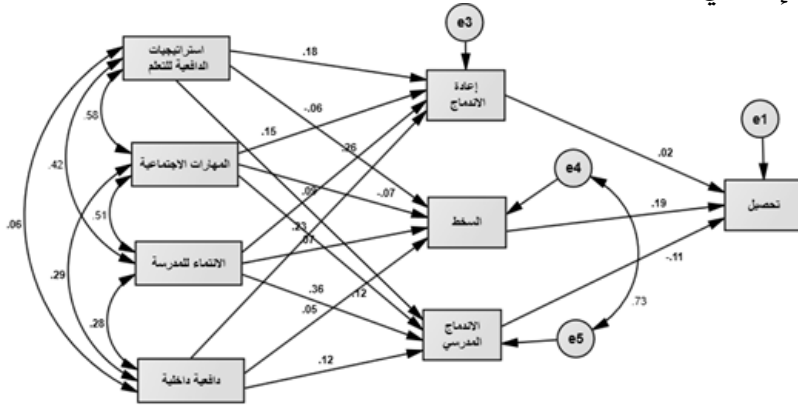 e3
استراتيجيات
الدافعية للتعلم
.18
إعادة
الاندماج
e1
-.06
.58
.15
.26
المهارات الاجتماعية
.02
e4
.42
.09
-.07
.51
.19
تحصيل
السخط
.06
.23
.07
الانتماء للمدرسة
-.11
.29
.36
.12
.28
.05
الاندماج
المدرسي
.73
e5
.12
دافعية داخلية